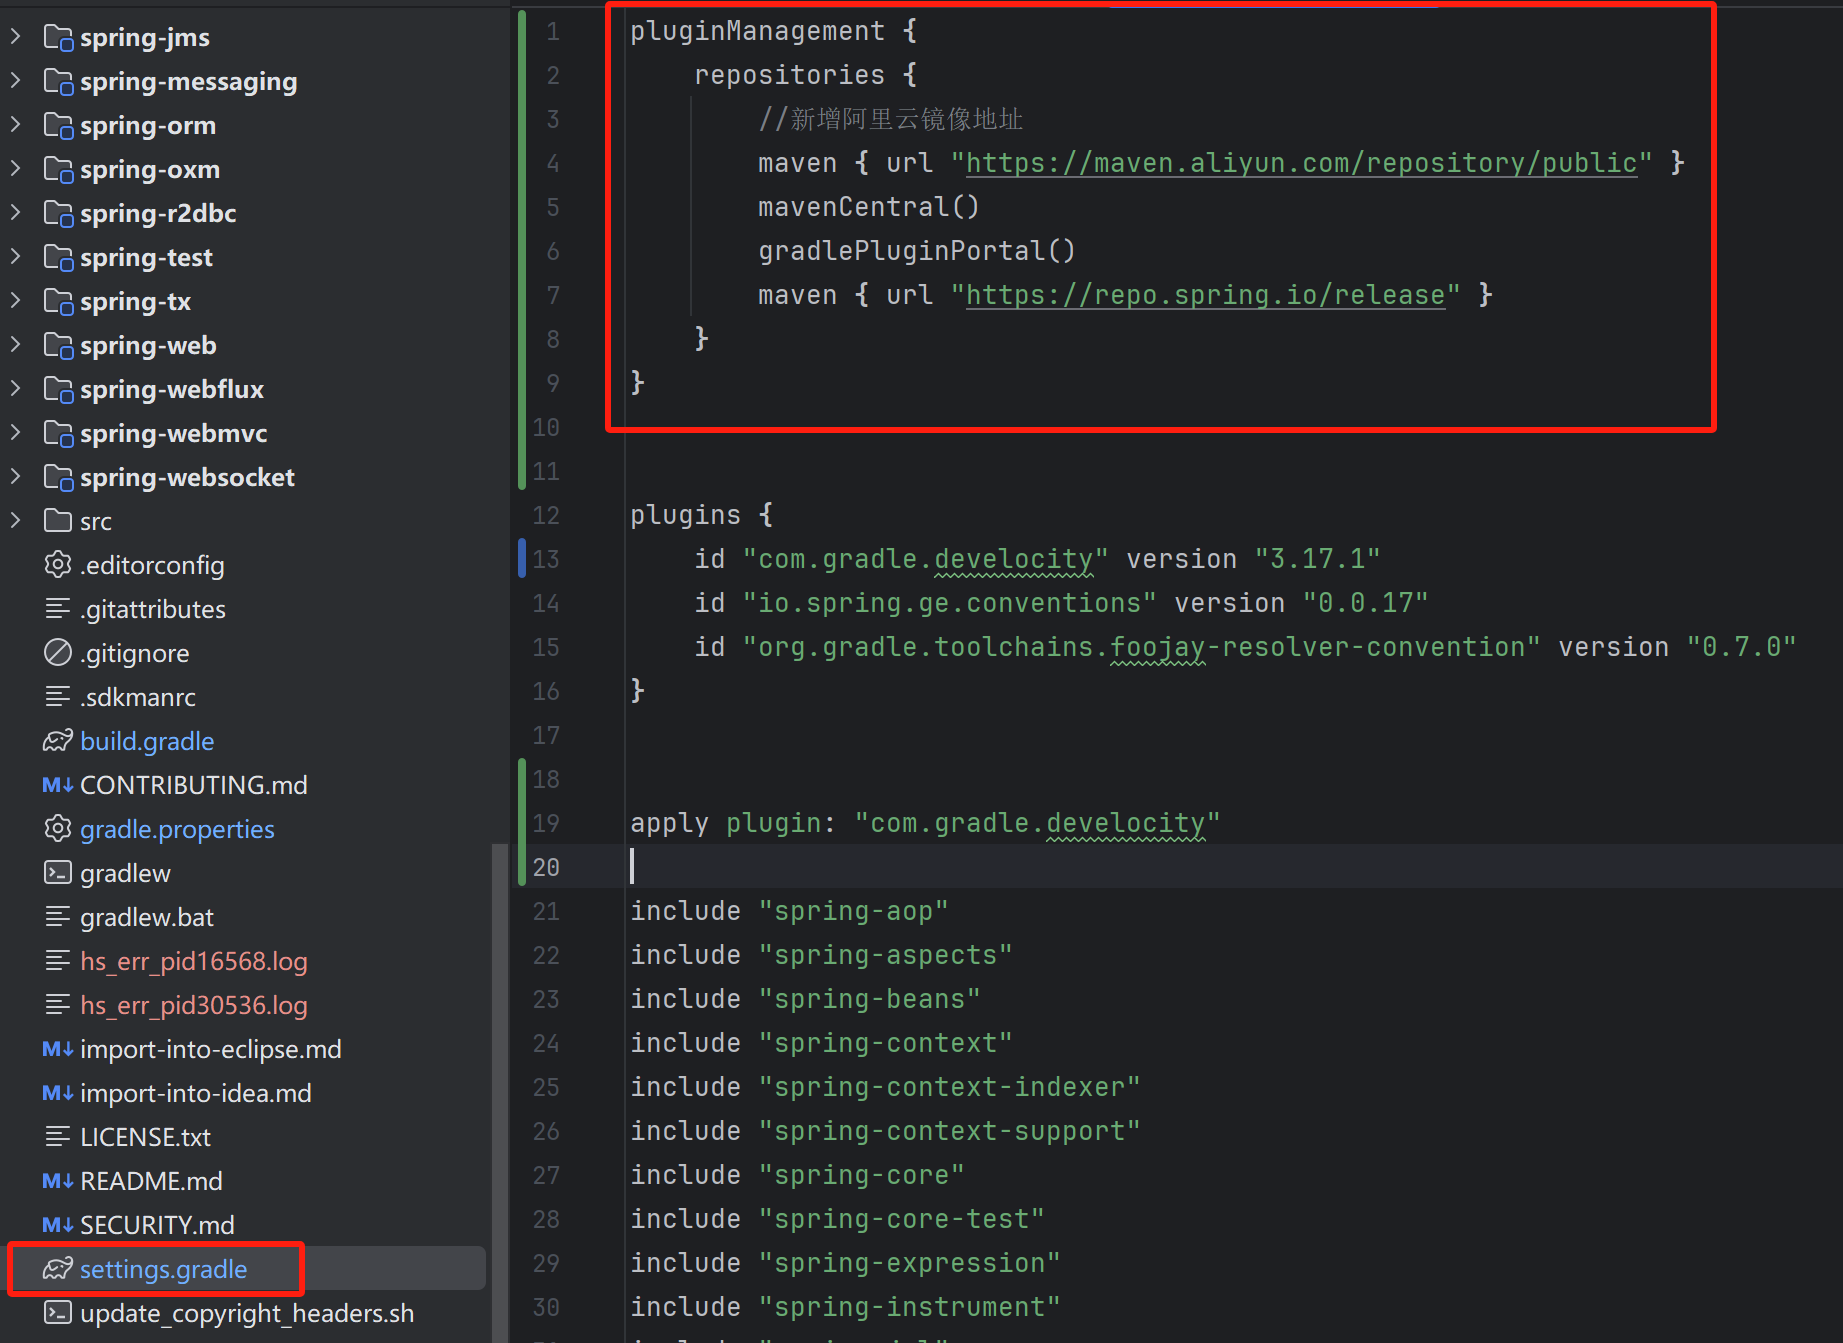 spring-jms
spring-messaging
spring-orm
spring-oxm
spring-r2dbc
spring-test
spring-tx
spring-web
spring-webflux
spring-webmvc
spring-websocket
src
.editorconfig
.gitattributes
.gitignore
.sdkmanrc
build.gradle
M↓ CONTRIBUTING.md
gradle.properties
gradlew
gradlew.bat
hs_err_pid16568.log
hs_err_pid30536.log
M↓ import-into-eclipse.md
M↓ import-into-idea.md
LICENSE.txt
M↓ README.md
M↓ SECURITY.md
settings.gradle
update_copyright_headers.sh
1 pluginManagement {
2 repositories {
3 //新增阿里云镜像地址
4 maven { url "https://maven.aliyun.com/repository/public" }
5 mavenCentral()
6 gradlePluginPortal()
7 maven { url "https://repo.spring.io/release" }
8 }
9 }
10
11
12 plugins {
13 id "com.gradle.develocity" version "3.17.1"
14 id "io.spring.ge.conventions" version "0.0.17"
15 id "org.gradle.toolchains.foojay-resolver-convention" version "0.7.0"
16 }
17
18
19 apply plugin: "com.gradle.develocity"
20
21 include "spring-aop"
22 include "spring-aspects"
23 include "spring-beans"
24 include "spring-context"
25 include "spring-context-indexer"
26 include "spring-context-support"
27 include "spring-core"
28 include "spring-core-test"
29 include "spring-expression"
30 include "spring-instrument"